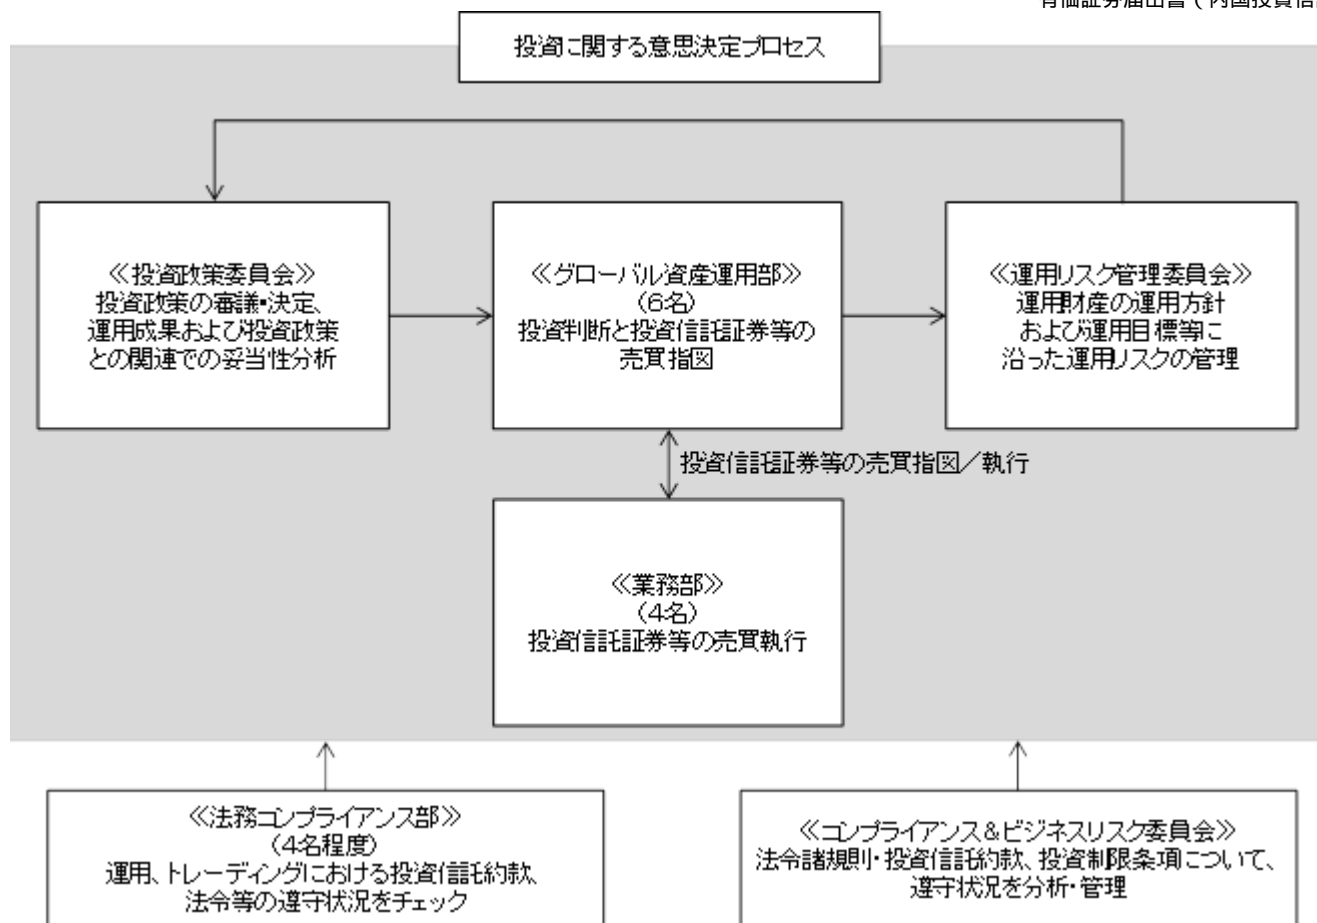 有価証券届出書（内国投資信
投資に関する意思決定プロセス
≪投資政策委員会≫
投資政策の審議・決定、
運用成果および投資政策
との関連での妥当性分析
≪グローバル資産運用部≫
(6名)
投資判断と投資信託証券等の
売買指図
≪運用リスク管理委員会≫
運用財産の運用方針
および運用目標等に
沿った運用リスクの管理
投資信託証券等の売買指図／執行
≪業務部≫
(4名)
投資信託証券等の売買執行
≪法務コンプライアンス部≫
(4名程度)
運用、トレーディングにおける投資信託約款、
法令等の遵守状況をチェック
≪コンプライアンス＆ビジネスリスク委員会≫
法令諸規則・投資信託約款、投資制限条項について、
遵守状況を分析・管理